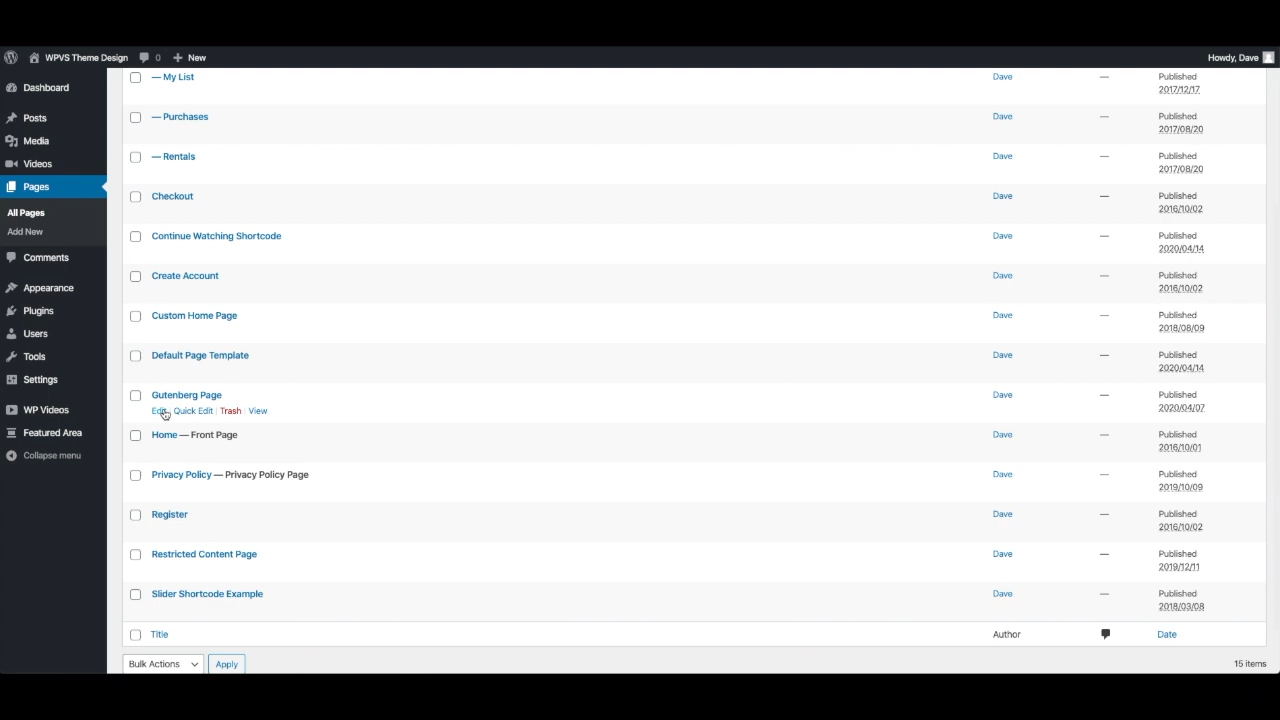 WPVS Theme Design 0 New Howdy, Dave
Dashboard
Posts
Media
Videos
Pages
All Pages
Add New
Comments
Appearance
Plugins
Users
Tools
Settings
WP Videos
Featured Area
Collapse menu
— My List Dave — Published
2017/12/17
— Purchases Dave — Published
2017/08/20
— Rentals Dave — Published
2017/08/20
Checkout Dave — Published
2016/10/02
Continue Watching Shortcode Dave — Published
2020/04/14
Create Account Dave — Published
2016/10/02
Custom Home Page Dave — Published
2018/08/09
Default Page Template Dave — Published
2020/04/14
Gutenberg Page Dave — Published
Edit Quick Edit | Trash | View 2020/04/07
Home — Front Page Dave — Published
2016/10/01
Privacy Policy — Privacy Policy Page Dave — Published
2019/10/09
Register Dave — Published
2016/10/02
Restricted Content Page Dave — Published
2019/12/11
Slider Shortcode Example Dave — Published
2018/03/08
Title Author Date
Bulk Actions Apply 15 items